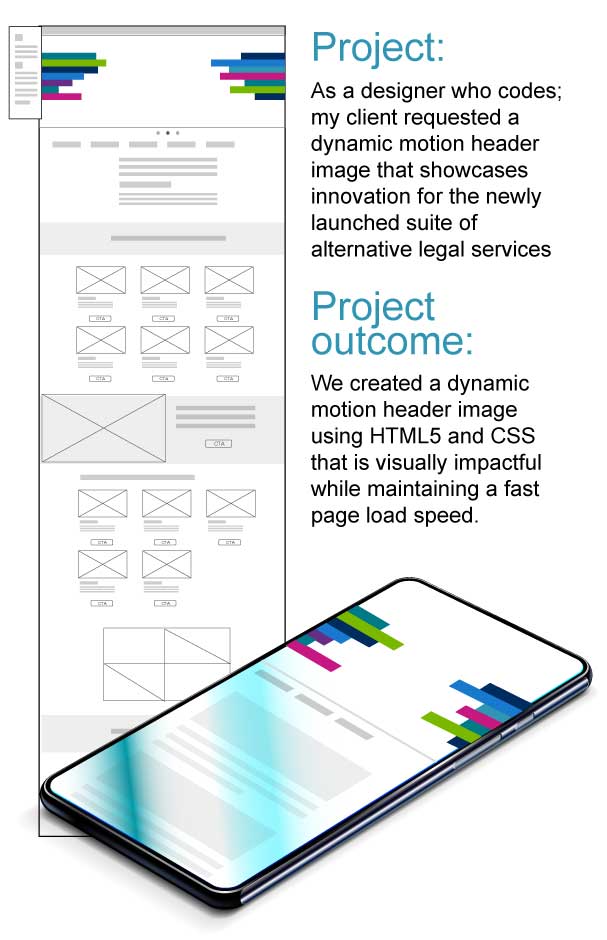 Project:
As a designer who codes;
my client requested a
dynamic motion header
image that showcases
innovation for the newly
launched suite of
alternative legal services
Project
outcome:
We created a dynamic
motion header image
using HTML5 and CSS
that is visually impactful
while maintaining a fast
page load speed.
CTA
CTA
CTA
CTA
CTA
CTA
CTA
CTA
CTA
CTA
CTA
CTA